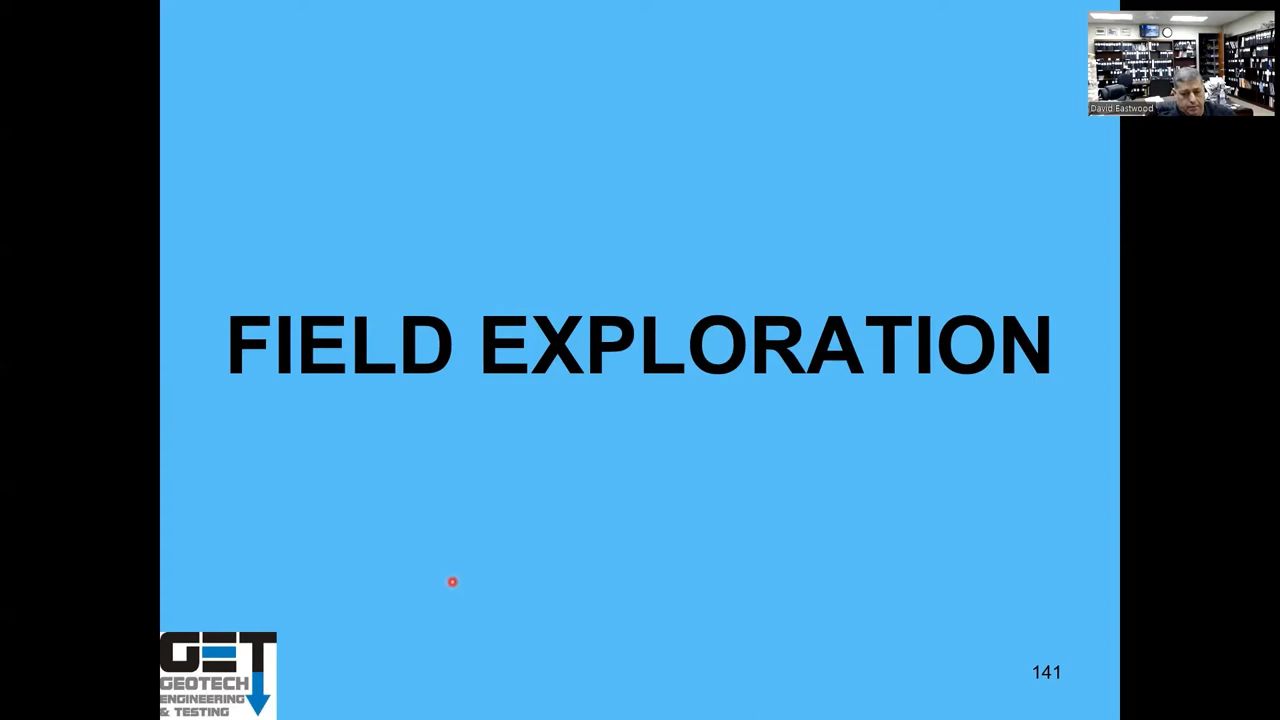 David Eastwood
FIELD EXPLORATION
GET
GEOTECH
ENGINEERING
& TESTING
141